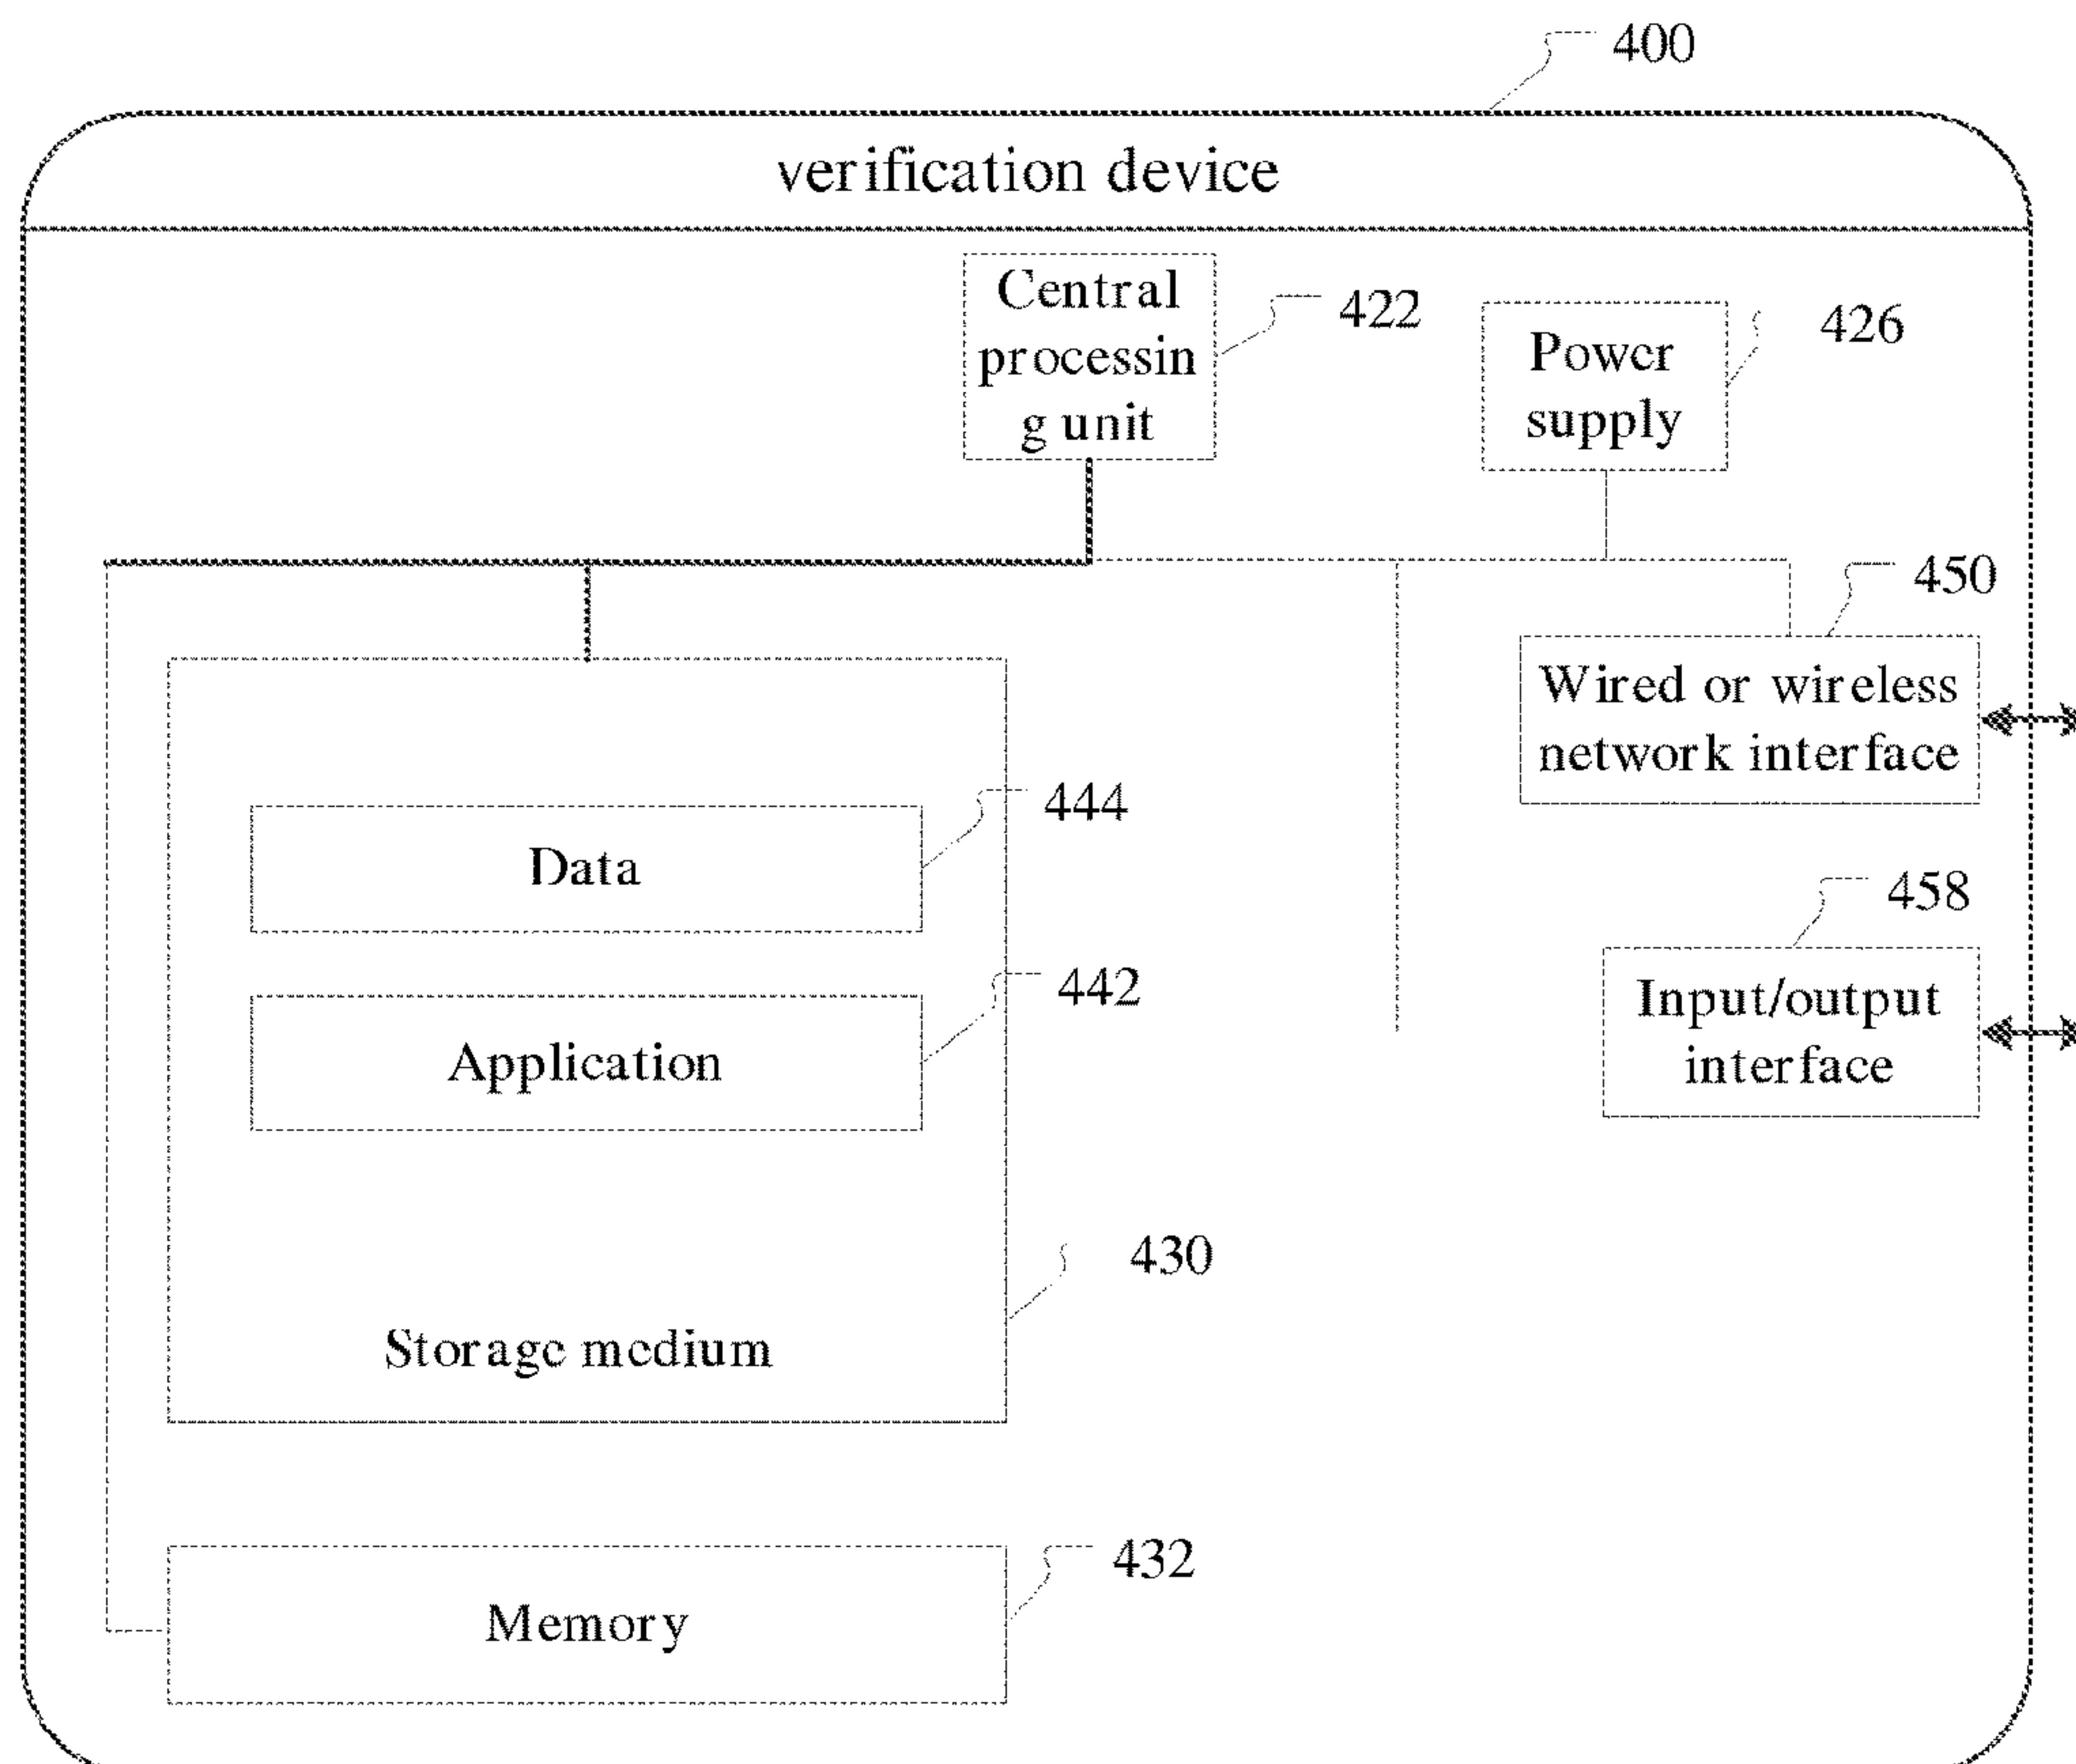 400
verification device
Central
processin
g unit
422
Power
supply
426
450
Wired or wireless
network interface
444
Data
458
Input/output
interface
442
Application
430
Storage medium
432
Memory